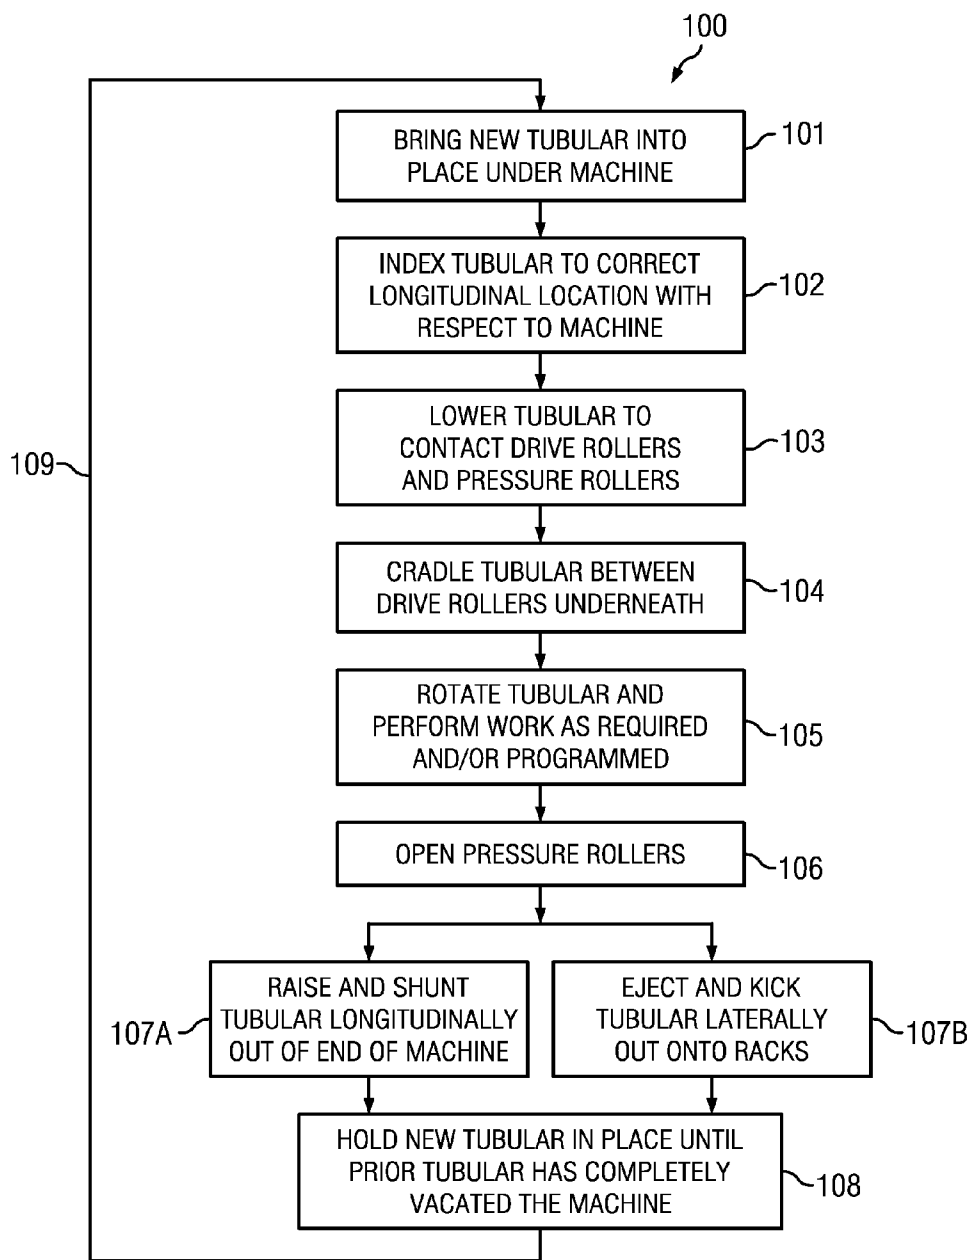 100
BRING NEW TUBULAR INTO
PLACE UNDER MACHINE
101
INDEX TUBULAR TO CORRECT
LONGITUDINAL LOCATION WITH
RESPECT TO MACHINE
102
LOWER TUBULAR TO
CONTACT DRIVE ROLLERS
AND PRESSURE ROLLERS
103
109
CRADLE TUBULAR BETWEEN
DRIVE ROLLERS UNDERNEATH
104
ROTATE TUBULAR AND
PERFORM WORK AS REQUIRED
AND/OR PROGRAMMED
105
OPEN PRESSURE ROLLERS
106
RAISE AND SHUNT
TUBULAR LONGITUDINALLY
OUT OF END OF MACHINE
107A
EJECT AND KICK
TUBULAR LATERALLY
OUT ONTO RACKS
107B
HOLD NEW TUBULAR IN PLACE UNTIL
PRIOR TUBULAR HAS COMPLETELY
VACATED THE MACHINE
108